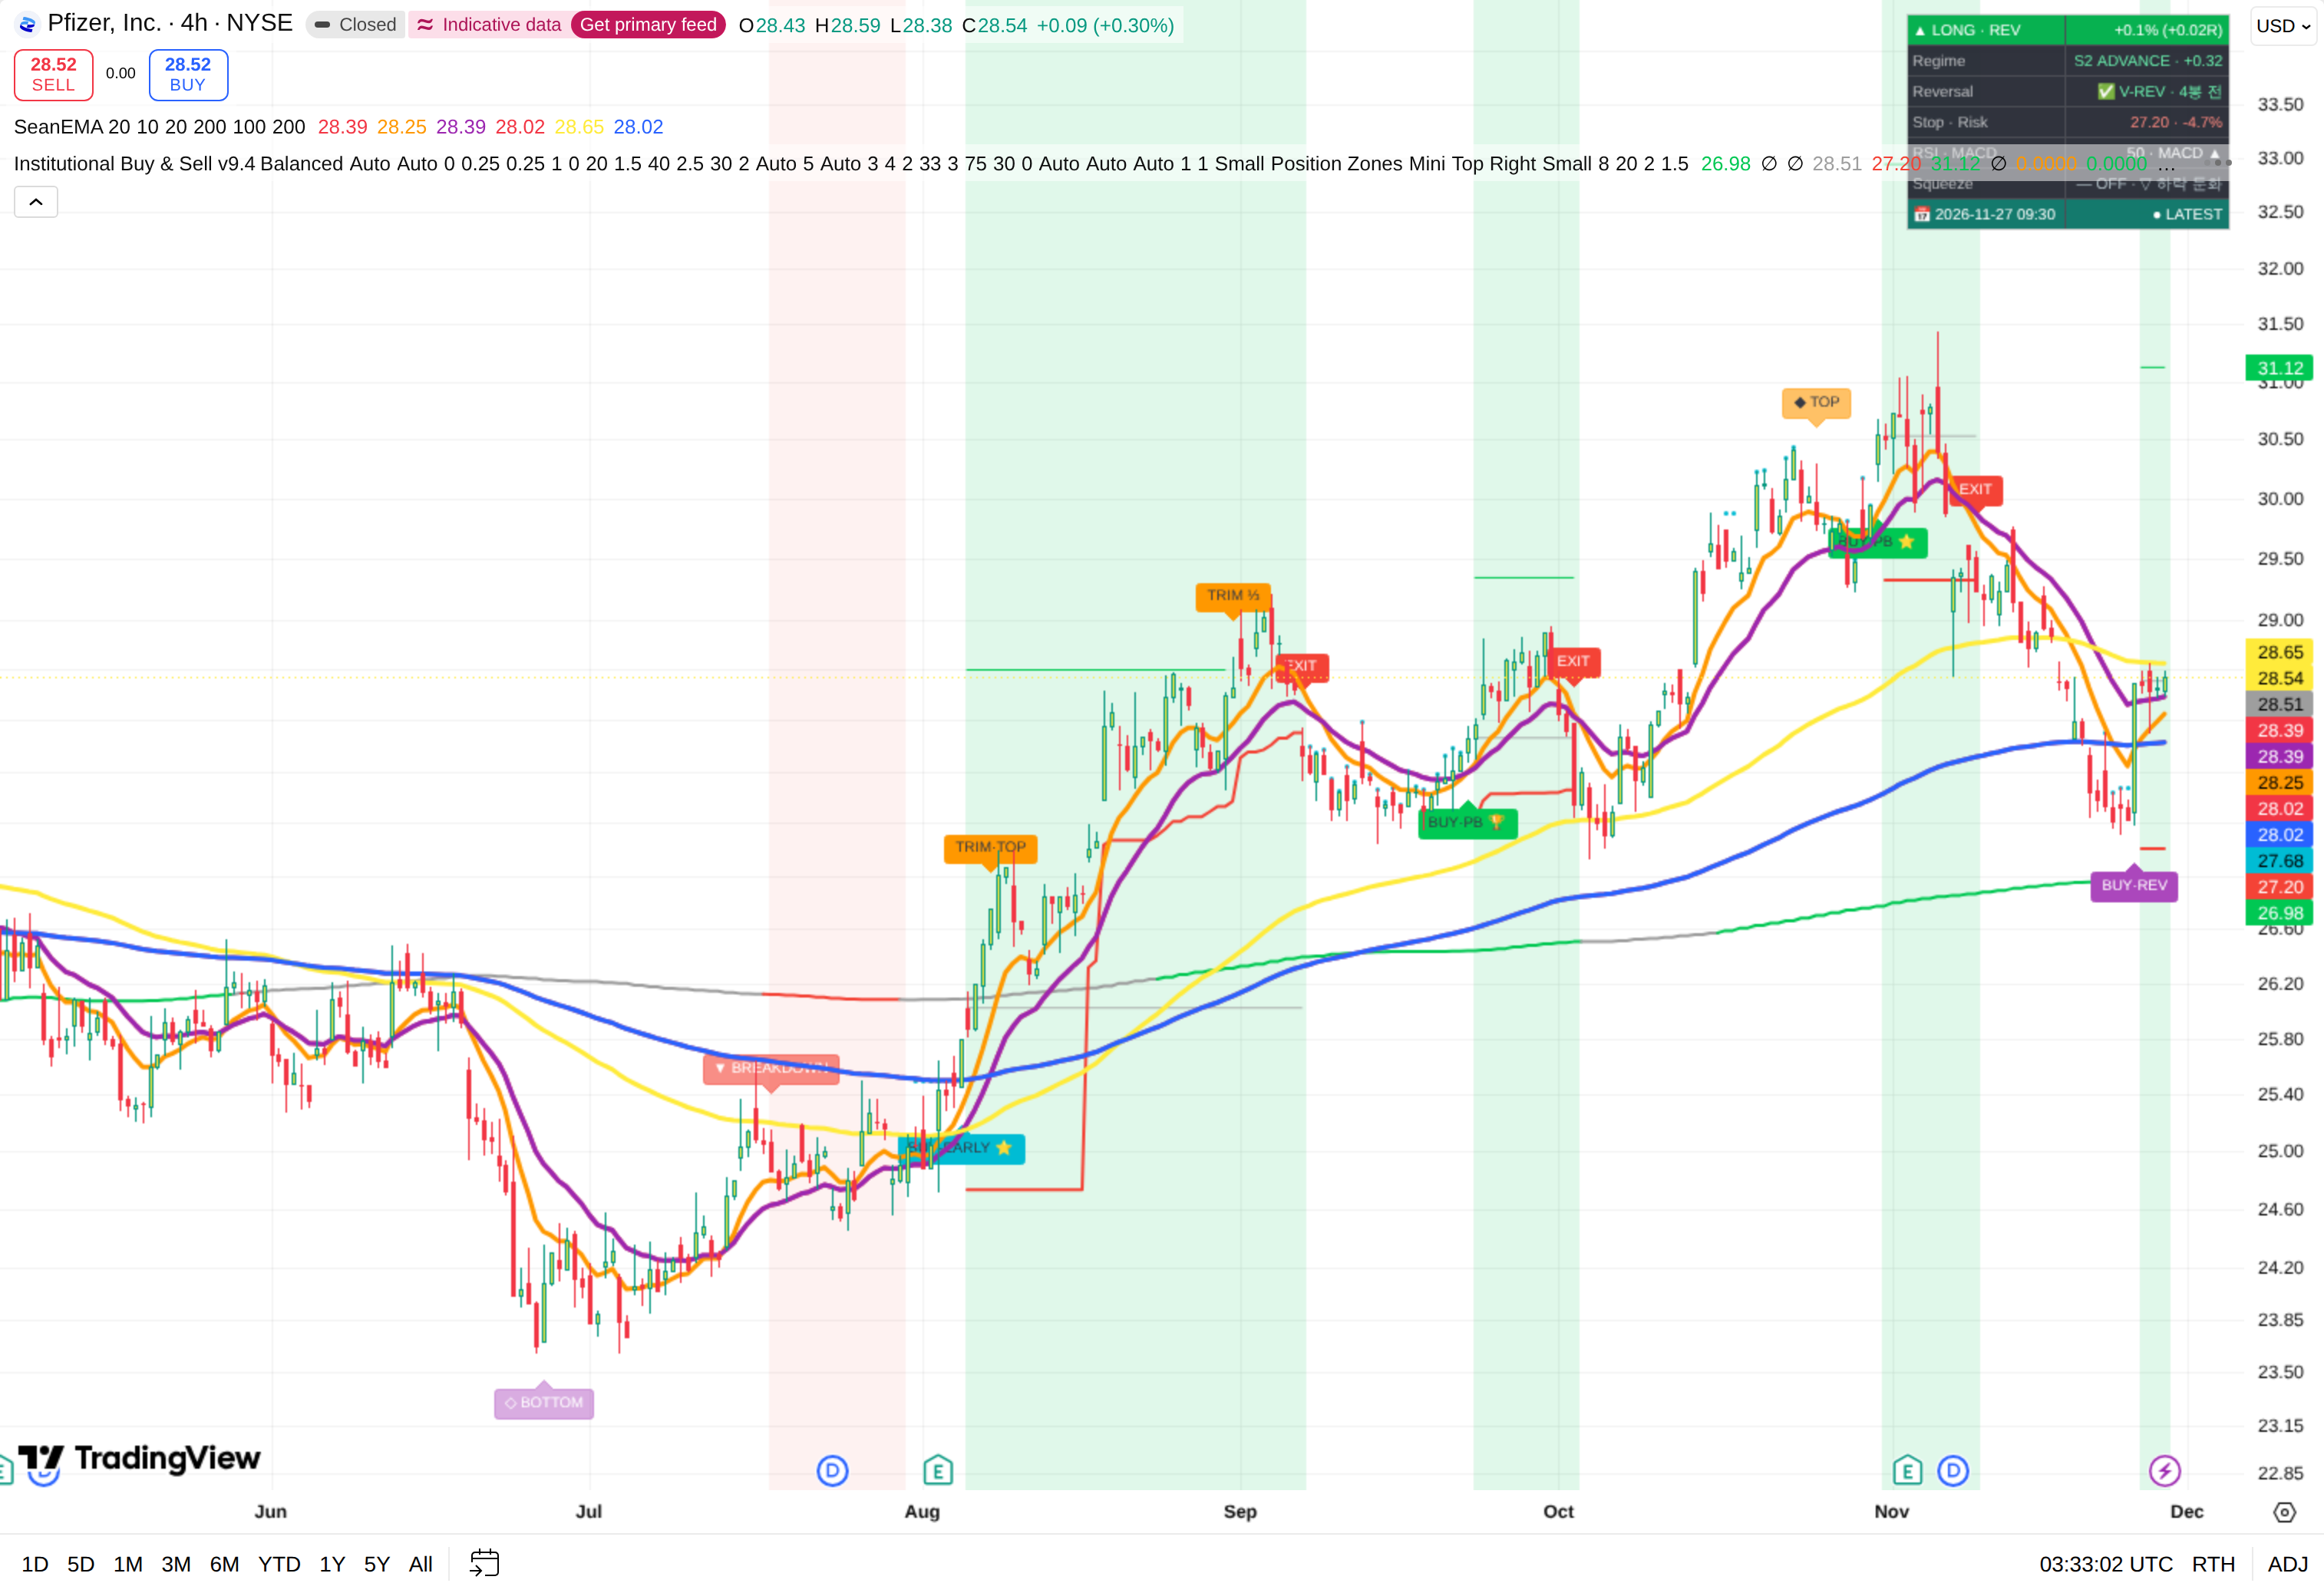 Pfizer, Inc. · 4h · NYSE
Closed
Indicative data
Get primary feed
O28.43 H28.59 L28.38 C28.54 +0.09 (+0.30%)
28.52
SELL
0.00
28.52
BUY
SeanEMA 20 10 20 200 100 200 28.39 28.25 28.39 28.02 28.65 28.02
Institutional Buy & Sell v9.4 Balanced Auto Auto 0 0.25 0.25 1 0 20 1.5 40 2.5 30 2 Auto 5 Auto 3 4 2 33 3 75 30 0 Auto Auto Auto 1 1 Small Position Zones Mini Top Right Small 8 20 2 1.5 26.98 ∅ ∅ 28.51 27.20 31.12 ∅ 0.0000 0.0000 …
▲ LONG · REV +0.1% (+0.02R)
Regime S2 ADVANCE · +0.32
Reversal ✅ V-REV · 4봉 전
Stop · Risk 27.20 · -4.7%
RSI · MACD 50 · MACD ▲
Squeeze — OFF · ▽ 하락 둔화
📅 2026-11-27 09:30 ● LATEST
USD
33.50
33.00
32.50
32.00
31.50
31.12
31.00
30.50
30.00
29.50
29.00
28.65
28.54
28.51
28.39
28.39
28.25
28.02
28.02
27.68
27.20
26.98
26.60
26.20
25.80
25.40
25.00
24.60
24.20
23.85
23.50
23.15
22.85
◆ TOP
EXIT
BUY-PB ⭐
TRIM ⅓
EXIT
EXIT
BUY-PB 🏆
TRIM-TOP
BUY-REV
▼ BREAKDOWN
BUY-EARLY ⭐
◇ BOTTOM
TradingView
E
D
D
E
E
D
Jun
Jul
Aug
Sep
Oct
Nov
Dec
1D 5D 1M 3M 6M YTD 1Y 5Y All
03:33:02 UTC RTH ADJ